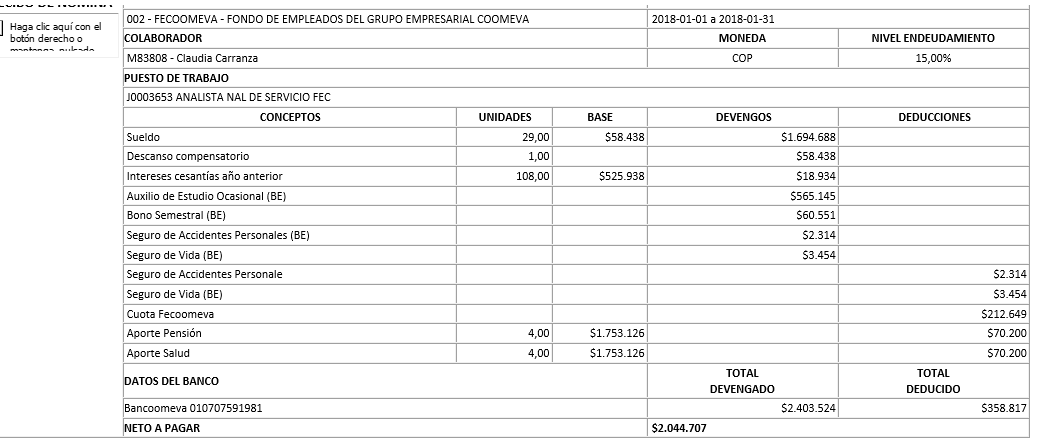 Haga clic aquí con el
botón derecho o
002 - FECOOMEVA - FONDO DE EMPLEADOS DEL GRUPO EMPRESARIAL COOMEVA 2018-01-01 a 2018-01-31
COLABORADOR MONEDA NIVEL ENDEUDAMIENTO
M83808 - Claudia Carranza COP 15,00%
PUESTO DE TRABAJO
J0003653 ANALISTA NAL DE SERVICIO FEC
CONCEPTOS UNIDADES BASE DEVENGOS DEDUCCIONES
Sueldo 29,00 $58.438 $1.694.688
Descanso compensatorio 1,00 $58.438
Intereses cesantías año anterior 108,00 $525.938 $18.934
Auxilio de Estudio Ocasional (BE) $565.145
Bono Semestral (BE) $60.551
Seguro de Accidentes Personales (BE) $2.314
Seguro de Vida (BE) $3.454
Seguro de Accidentes Personale $2.314
Seguro de Vida (BE) $3.454
Cuota Fecoomeva $212.649
Aporte Pensión 4,00 $1.753.126 $70.200
Aporte Salud 4,00 $1.753.126 $70.200
DATOS DEL BANCO TOTAL DEVENGADO TOTAL DEDUCIDO
Bancoomeva 010707591981 $2.403.524 $358.817
NETO A PAGAR $2.044.707